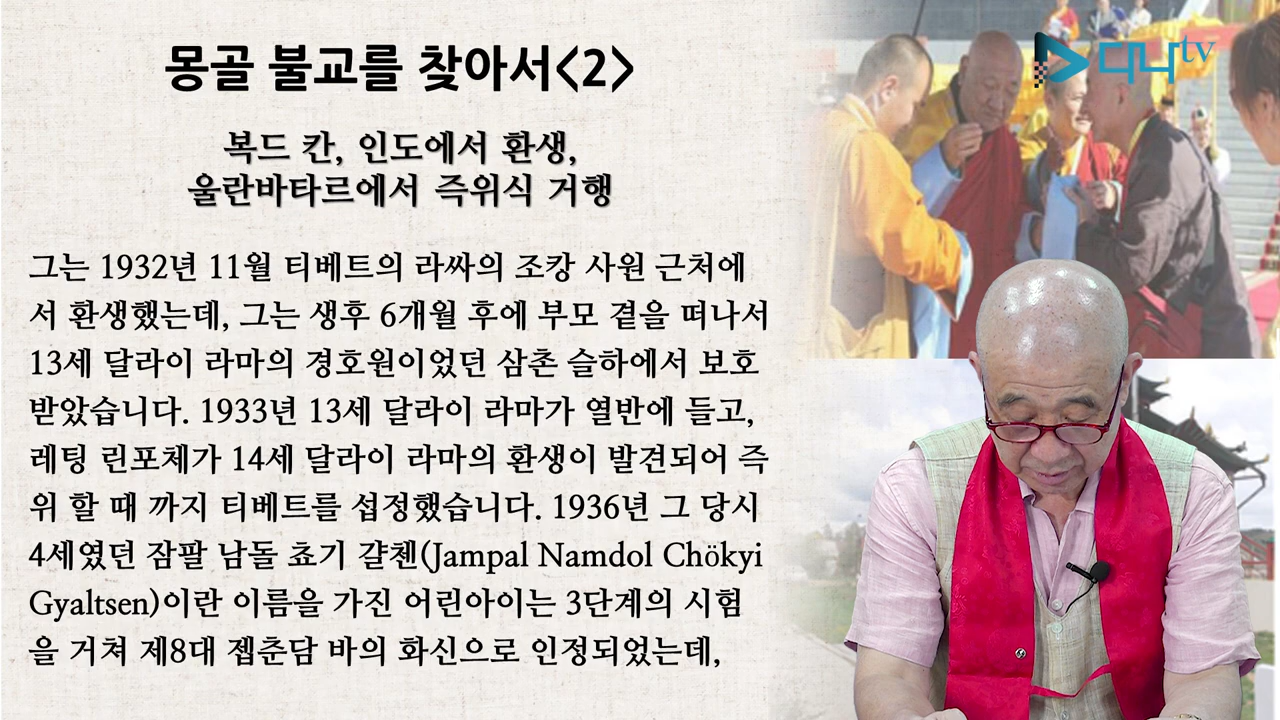 몽골 불교를 찾아서<2>
복드 칸, 인도에서 환생,
울란바타르에서 즉위식 거행
그는 1932년 11월 티베트의 라싸의 조캉 사원 근처에
서 환생했는데, 그는 생후 6개월 후에 부모 곁을 떠나서
13세 달라이 라마의 경호원이었던 삼촌 슬하에서 보호
받았습니다. 1933년 13세 달라이 라마가 열반에 들고,
레팅 린포체가 14세 달라이 라마의 환생이 발견되어 즉
위 할 때 까지 티베트를 섭정했습니다. 1936년 그 당시
4세였던 잠팔 남돌 쵸기 갈첸(Jampal Namdol Chökyi
Gyaltsen)이란 이름을 가진 어린아이는 3단계의 시험
을 거쳐 제8대 젭춘담 바의 화신으로 인정되었는데,
tv